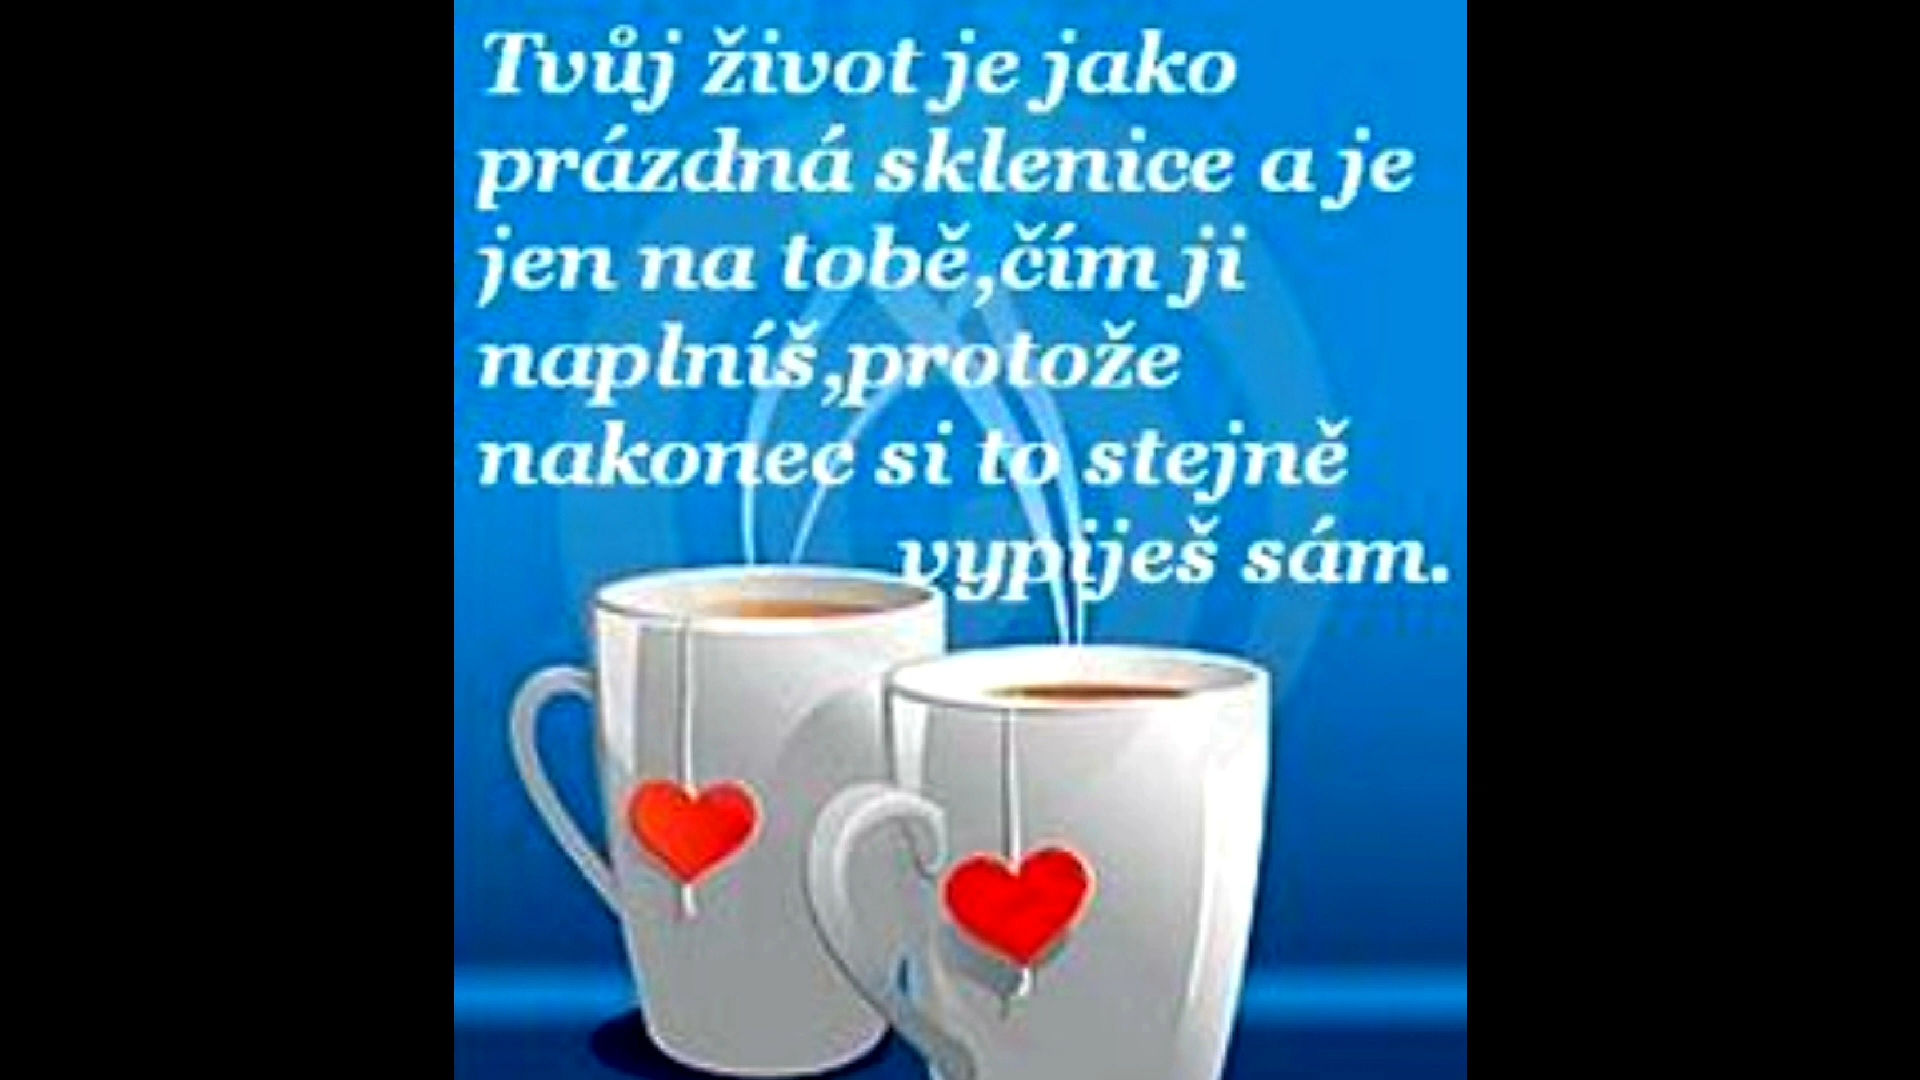 Tvůj život je jako
prázdná sklenice a je
jen na tobě,čím ji
naplníš,protože
nakonec si to stejně
vypiješ sám.